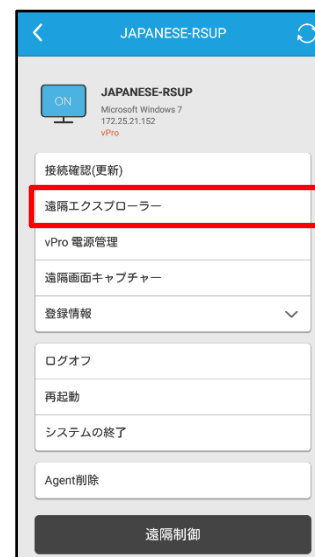 JAPANESE-RSUP
ON
JAPANESE-RSUP
Microsoft Windows 7
172.25.21.152
vPro
接続確認(更新)
遠隔エクスプローラー
vPro 電源管理
遠隔画面キャプチャー
登録情報
ログオフ
再起動
システムの終了
Agent削除
遠隔制御